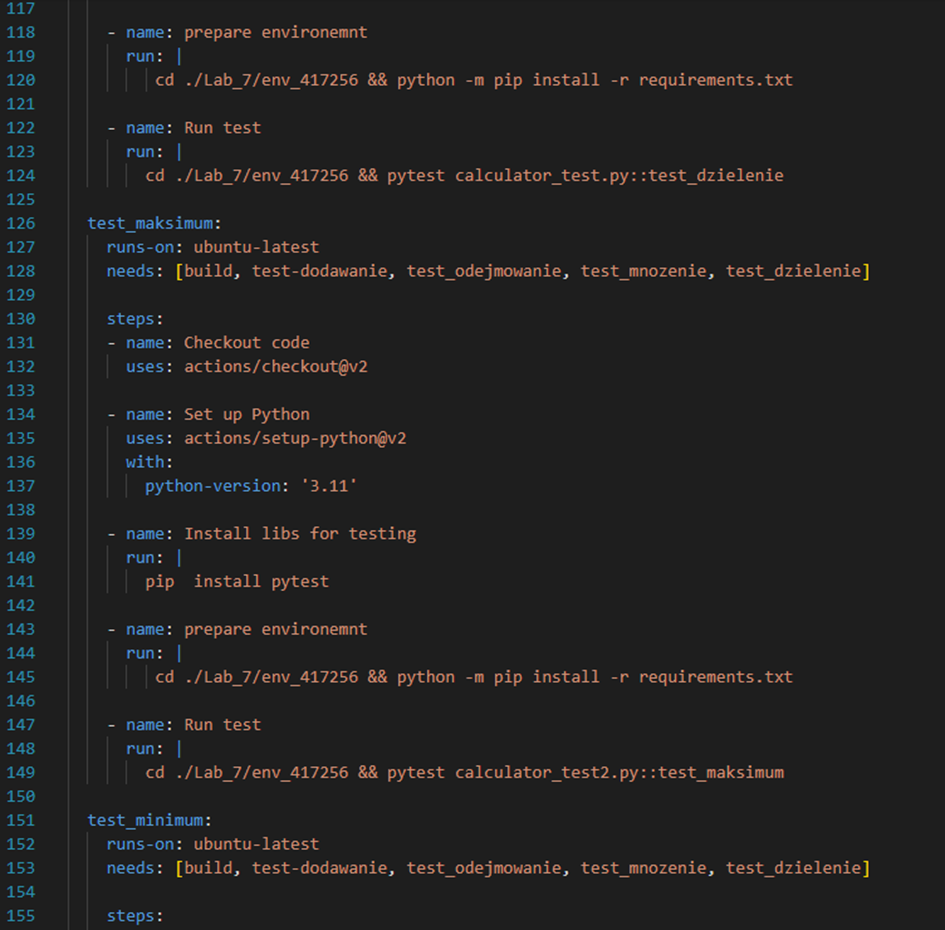 117
118 - name: prepare environemnt
119 run: |
120 cd ./Lab_7/env_417256 && python -m pip install -r requirements.txt
121
122 - name: Run test
123 run: |
124 cd ./Lab_7/env_417256 && pytest calculator_test.py::test_dzielenie
125
126 test_maksimum:
127 runs-on: ubuntu-latest
128 needs: [build, test-dodawanie, test_odejmowanie, test_mnozenie, test_dzielenie]
129
130 steps:
131 - name: Checkout code
132 uses: actions/checkout@v2
133
134 - name: Set up Python
135 uses: actions/setup-python@v2
136 with:
137 python-version: '3.11'
138
139 - name: Install libs for testing
140 run: |
141 pip  install pytest
142
143 - name: prepare environemnt
144 run: |
145 cd ./Lab_7/env_417256 && python -m pip install -r requirements.txt
146
147 - name: Run test
148 run: |
149 cd ./Lab_7/env_417256 && pytest calculator_test2.py::test_maksimum
150
151 test_minimum:
152 runs-on: ubuntu-latest
153 needs: [build, test-dodawanie, test_odejmowanie, test_mnozenie, test_dzielenie]
154
155 steps: